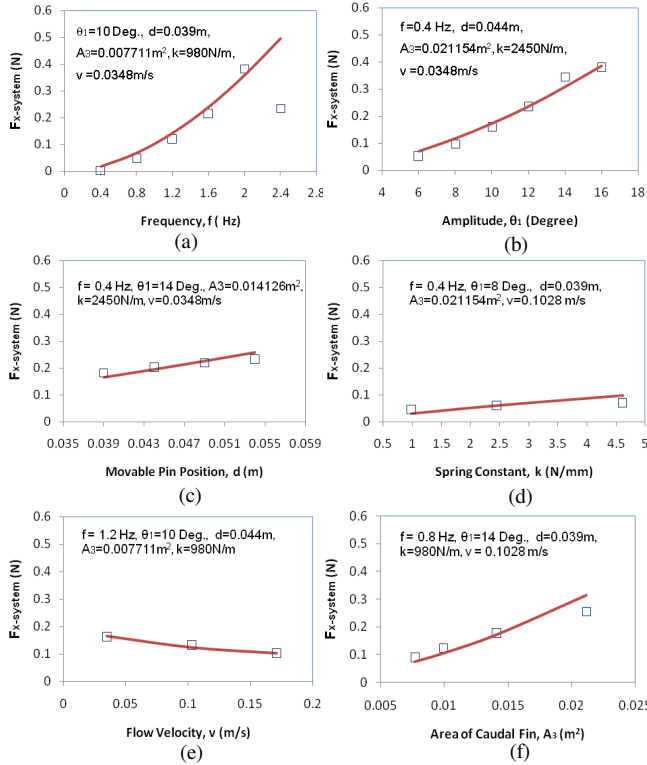 θ1=10 Deg., d=0.039m,
A3=0.007711m², k=980N/m,
v =0.0348m/s
Fx-system (N)
0.6
0.5
0.4
0.3
0.2
0.1
0
0.4 0.8 1.2 1.6 2 2.4 2.8
Frequency, f ( Hz)
(a)
f=0.4 Hz, d=0.044m,
A3=0.021154m², k=2450N/m,
v=0.0348m/s
Fx-system (N)
0.6
0.5
0.4
0.3
0.2
0.1
0
4 6 8 10 12 14 16 18
Amplitude, θ1 (Degree)
(b)
f= 0.4 Hz, θ1=14 Deg., A3=0.014126m²,
k=2450N/m, v=0.0348m/s
Fx-system (N)
0.6
0.5
0.4
0.3
0.2
0.1
0
0.035 0.039 0.043 0.047 0.051 0.055 0.059
Movable Pin Position, d (m)
(c)
f= 0.4 Hz, θ1=8 Deg., d=0.039m,
A3=0.021154m², v=0.1028 m/s
Fx-system (N)
0.6
0.5
0.4
0.3
0.2
0.1
0
0.5 1 1.5 2 2.5 3 3.5 4 4.5 5
Spring Constant, k (N/mm)
(d)
f= 1.2 Hz, θ1=10 Deg., d=0.044m,
A3=0.007711m², k=980N/m
Fx-system (N)
0.6
0.5
0.4
0.3
0.2
0.1
0
0 0.05 0.1 0.15 0.2
Flow Velocity, v (m/s)
(e)
f= 0.8 Hz, θ1=14 Deg., d=0.039m,
k=980N/m, v = 0.1028 m/s
Fx-system (N)
0.6
0.5
0.4
0.3
0.2
0.1
0
0.005 0.01 0.015 0.02 0.025
Area of Caudal Fin, A3 (m²)
(f)